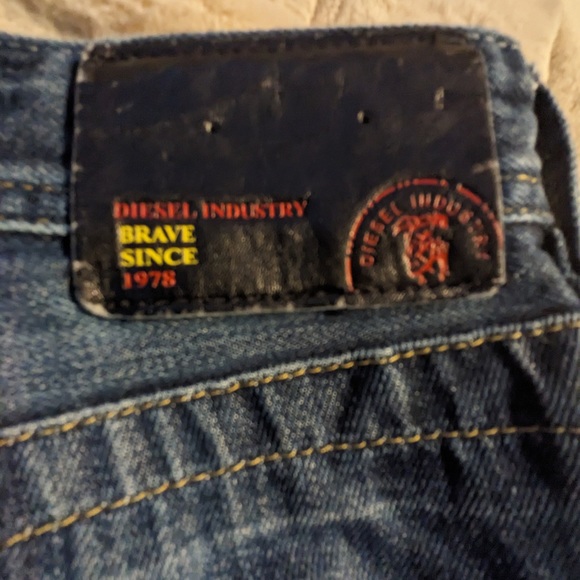 DIESEL INDUSTRY
BRAVE
SINCE
1978
DIESEL INDUSTRY